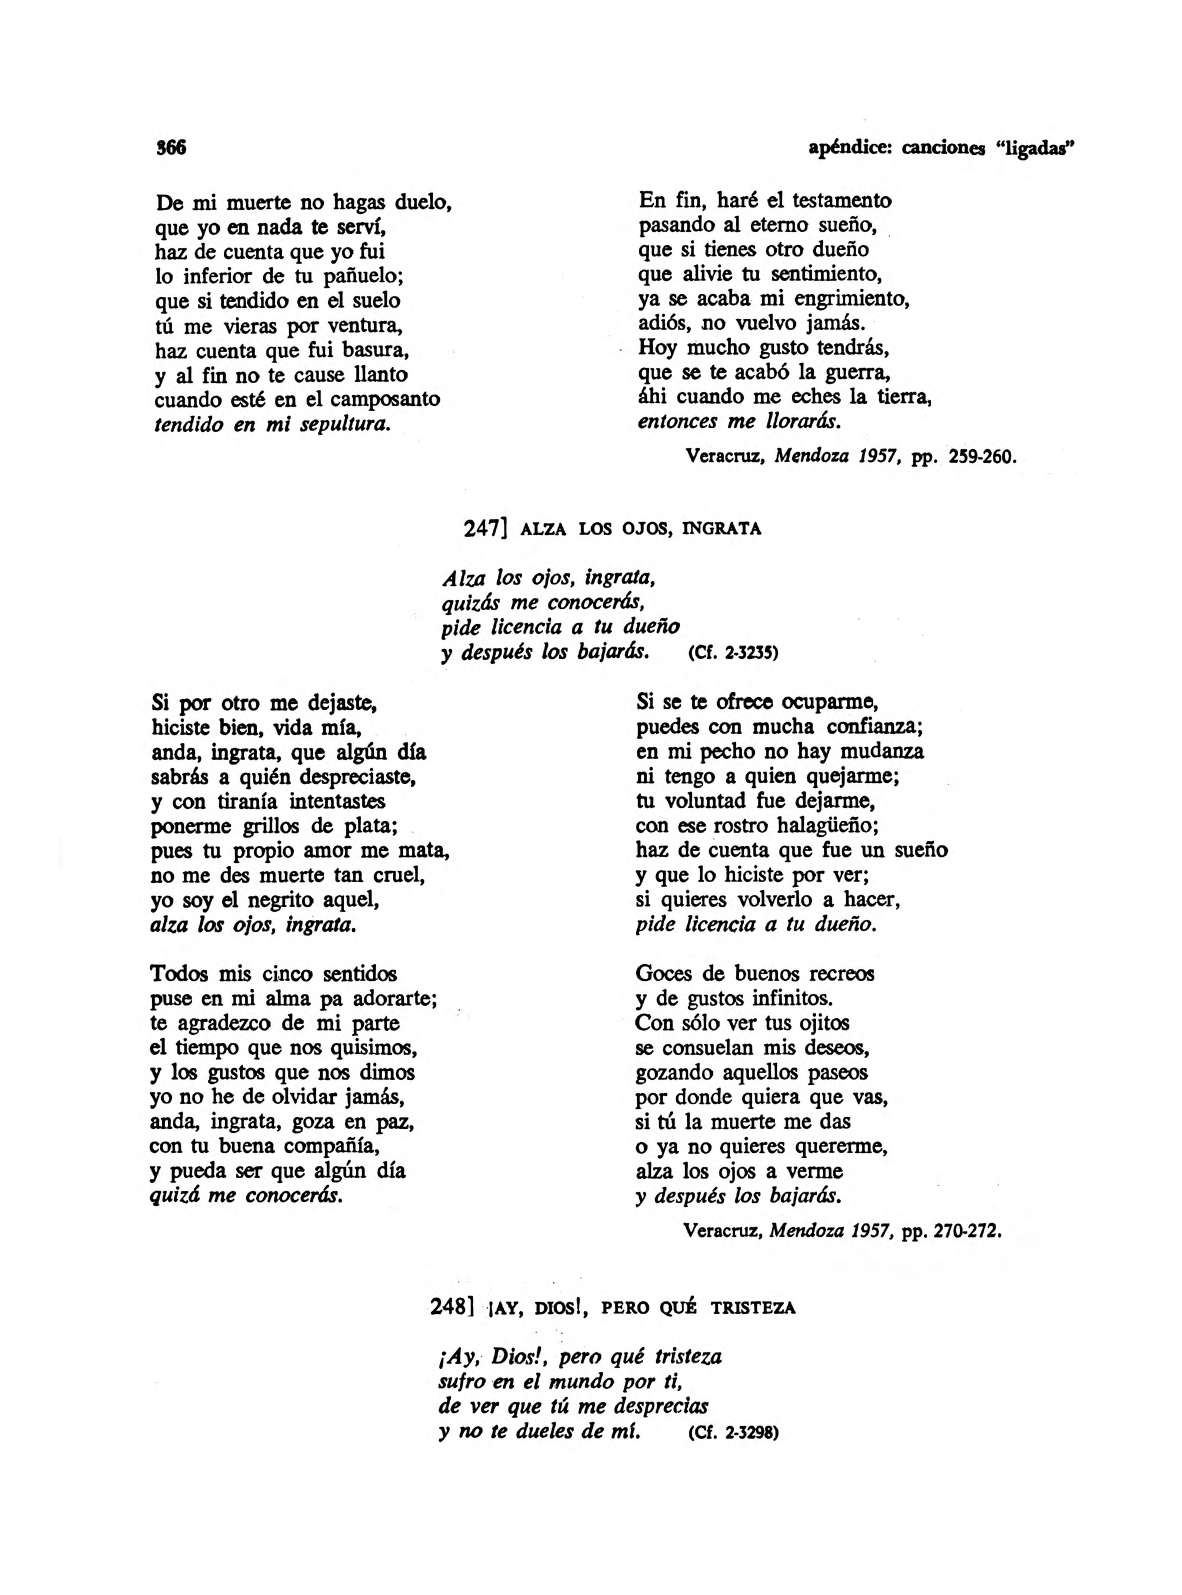 366 apéndice: canciones “ligadas”
De mi muerte no hagas duelo,
que yo en nada te serví,
haz de cuenta que yo fui
lo inferior de tu pañuelo;
que si tendido en el suelo
tú me vieras por ventura,
haz cuenta que fui basura,
y al fin no te cause llanto
cuando esté en el camposanto
tendido en mi sepultura.
En fin, haré el testamento
pasando al eterno sueño,
que si tienes otro dueño
que alivie tu sentimiento,
ya se acaba mi engrimiento,
adiós, no vuelvo jamás.
Hoy mucho gusto tendrás,
que se te acabó la guerra,
áhi cuando me eches la tierra,
entonces me llorarás.
Veracruz, Mendoza 1957, pp. 259-260.
247] ALZA LOS OJOS, INGRATA
Alza los ojos, ingrata,
quizás me conocerás,
pide licencia a tu dueño
y después los bajarás. (Cf. 2-3235)
Si por otro me dejaste,
hiciste bien, vida mía,
anda, ingrata, que algún día
sabrás a quién despreciaste,
y con tiranía intentastes
ponerme grillos de plata;
pues tu propio amor me mata,
no me des muerte tan cruel,
yo soy el negrito aquel,
alza los ojos, ingrata.
Todos mis cinco sentidos
puse en mi alma pa adorarte;
te agradezco de mi parte
el tiempo que nos quisimos,
y los gustos que nos dimos
yo no he de olvidar jamás,
anda, ingrata, goza en paz,
con tu buena compañía,
y pueda ser que algún día
quizá me conocerás.
Si se te ofrece ocuparme,
puedes con mucha confianza;
en mi pecho no hay mudanza
ni tengo a quien quejarme;
tu voluntad fue dejarme,
con ese rostro halagüeño;
haz de cuenta que fue un sueño
y que lo hiciste por ver;
si quieres volverlo a hacer,
pide licencia a tu dueño.
Goces de buenos recreos
y de gustos infinitos.
Con sólo ver tus ojitos
se consuelan mis deseos,
gozando aquellos paseos
por donde quiera que vas,
si tú la muerte me das
o ya no quieres quererme,
alza los ojos a verme
y después los bajarás.
Veracruz, Mendoza 1957, pp. 270-272.
248] ¡AY, DIOS!, PERO QUÉ TRISTEZA
¡Ay, Dios!, pero qué tristeza
sufro en el mundo por ti,
de ver que tú me desprecias
y no te dueles de mí. (Cf. 2-3298)